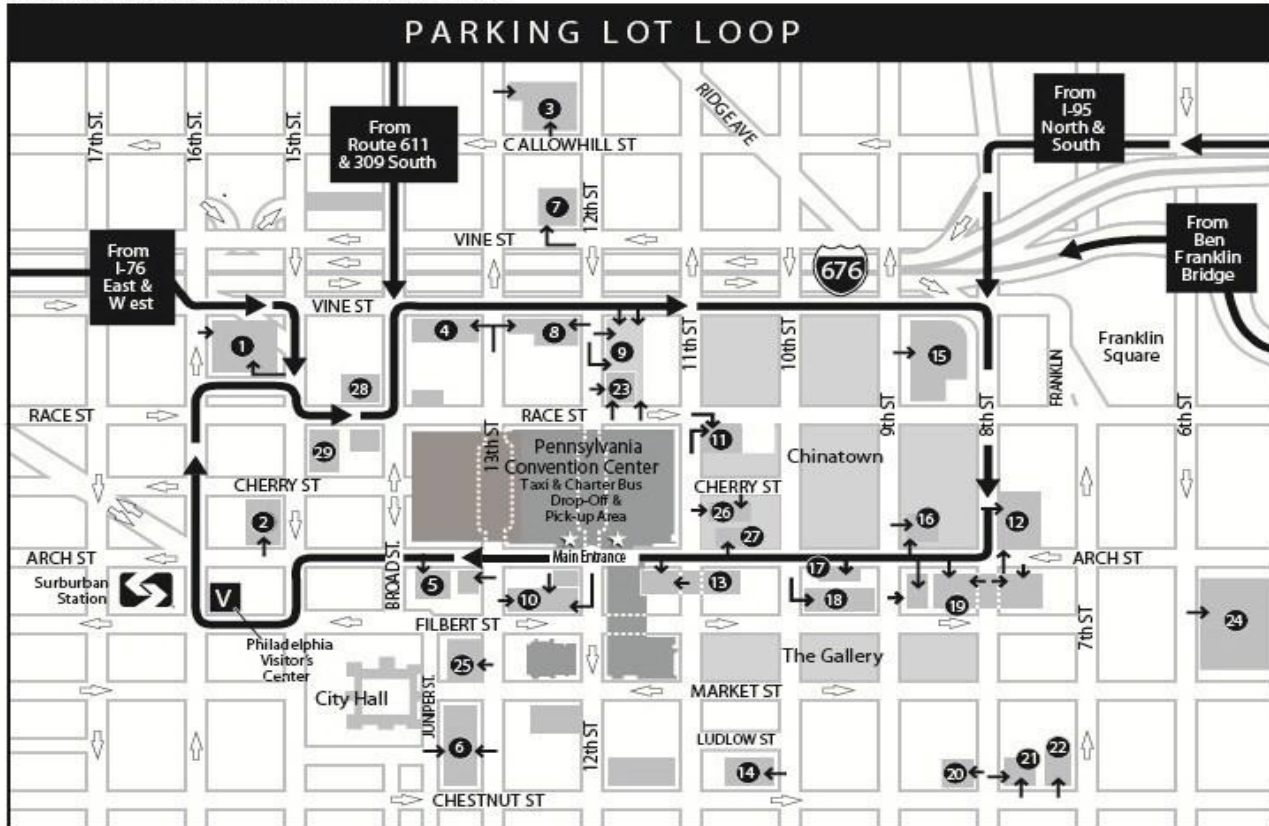 PARKING LOT LOOP
17th ST.
16th ST.
15th ST.
From
Route 611
& 309 South
3
C ALLOWHILL ST
RIDGE AVE
From
I-95
North &
South
7
12th ST
VINE ST
From
I-76
East &
W est
676
From
Ben
Franklin
Bridge
VINE ST
1
4
8
9
11th ST
10th ST
15
Franklin
Square
28
23
FRANKLIN
RACE ST
RACE ST
9th ST
8th ST
6th ST
29
13th ST
Pennsylvania
Convention Center
Taxi & Charter Bus
Drop-Off &
Pick-up Area
11
Chinatown
CHERRY ST
CHERRY ST
2
26
27
16
12
ARCH ST
Main Entrance
ARCH ST
Surburban
Station
V
BROAD ST.
5
10
13
17
18
19
24
FILBERT ST
7th ST
Philadelphia
Visitor's
Center
25
The Gallery
City Hall
JUNIPER ST.
MARKET ST
6
12th ST
LUDLOW ST
14
20
21
22
CHESTNUT ST